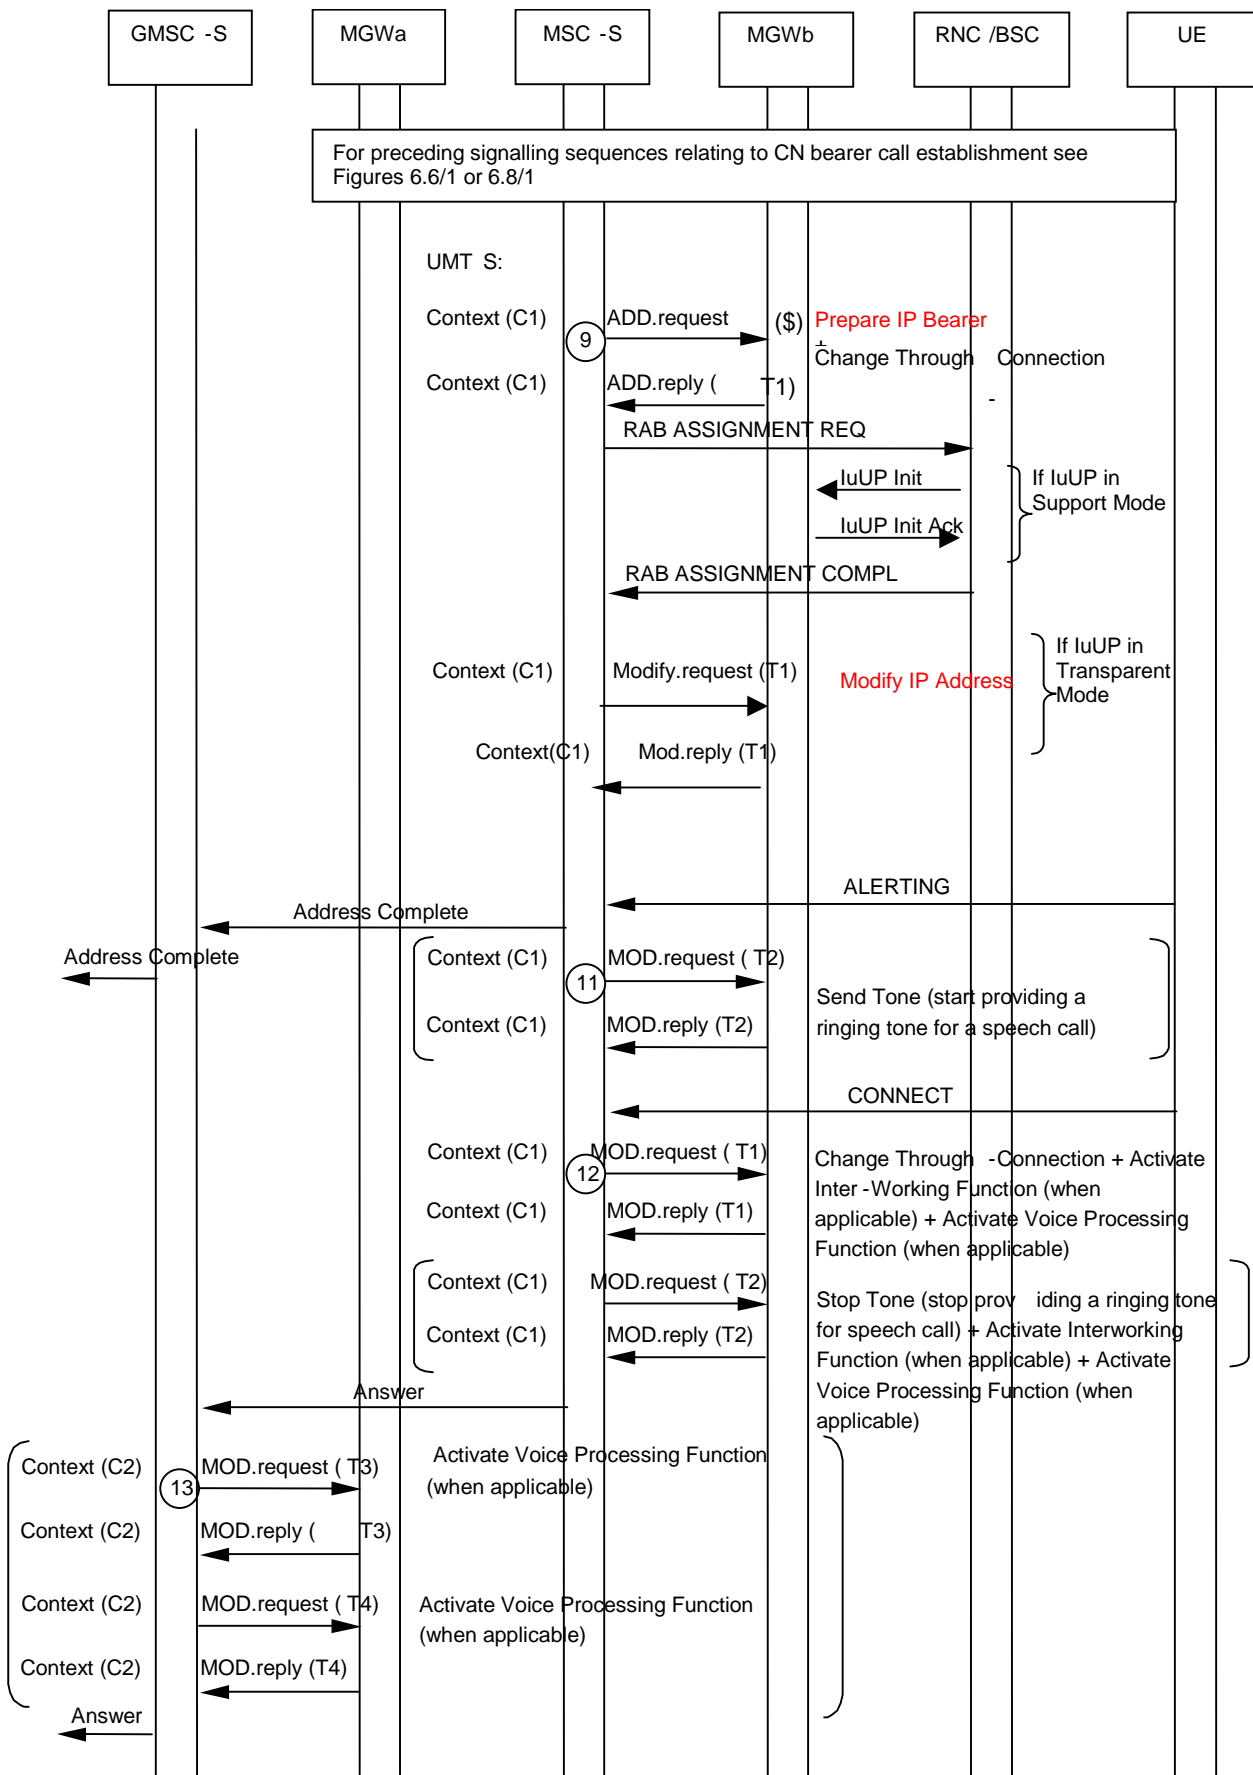 GMSC -S
MGWa
MSC -S
MGWb
RNC /BSC
UE
For preceding signalling sequences relating to CN bearer call establishment see
Figures 6.6/1 or 6.8/1
UMT S:
Context (C1)
9
ADD.request
($)
Prepare IP Bearer
+
Change Through Connection
-
Context (C1)
ADD.reply ( T1)
RAB ASSIGNMENT REQ
IuUP Init
IuUP Init Ack
If IuUP in
Support Mode
RAB ASSIGNMENT COMPL
Context (C1)
Modify.request (T1)
Modify IP Address
If IuUP in
Transparent
Mode
Context(C1)
Mod.reply (T1)
ALERTING
Address Complete
Address Complete
Context (C1)
11
MOD.request ( T2)
Send Tone (start providing a
ringing tone for a speech call)
Context (C1)
MOD.reply (T2)
CONNECT
Context (C1)
12
MOD.request ( T1)
Change Through -Connection + Activate
Inter -Working Function (when
applicable) + Activate Voice Processing
Function (when applicable)
Context (C1)
MOD.reply (T1)
Context (C1)
MOD.request ( T2)
Stop Tone (stop prov iding a ringing tone
for speech call) + Activate Interworking
Function (when applicable) + Activate
Voice Processing Function (when
applicable)
Context (C1)
MOD.reply (T2)
Answer
Context (C2)
13
MOD.request ( T3)
Activate Voice Processing Function
(when applicable)
Context (C2)
MOD.reply ( T3)
Context (C2)
MOD.request ( T4)
Activate Voice Processing Function
(when applicable)
Context (C2)
MOD.reply (T4)
Answer